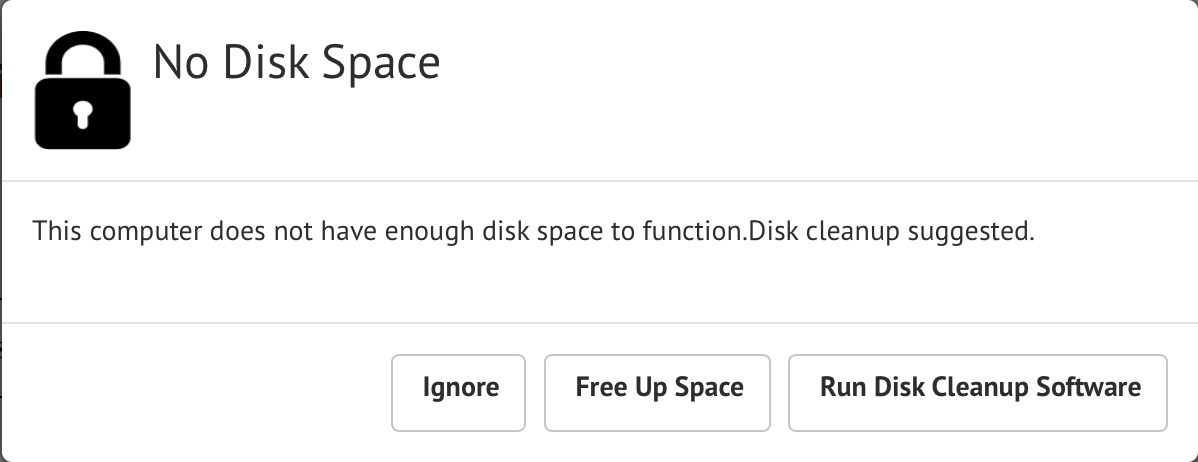 No Disk Space
This computer does not have enough disk space to function.Disk cleanup suggested.
Ignore
Free Up Space
Run Disk Cleanup Software